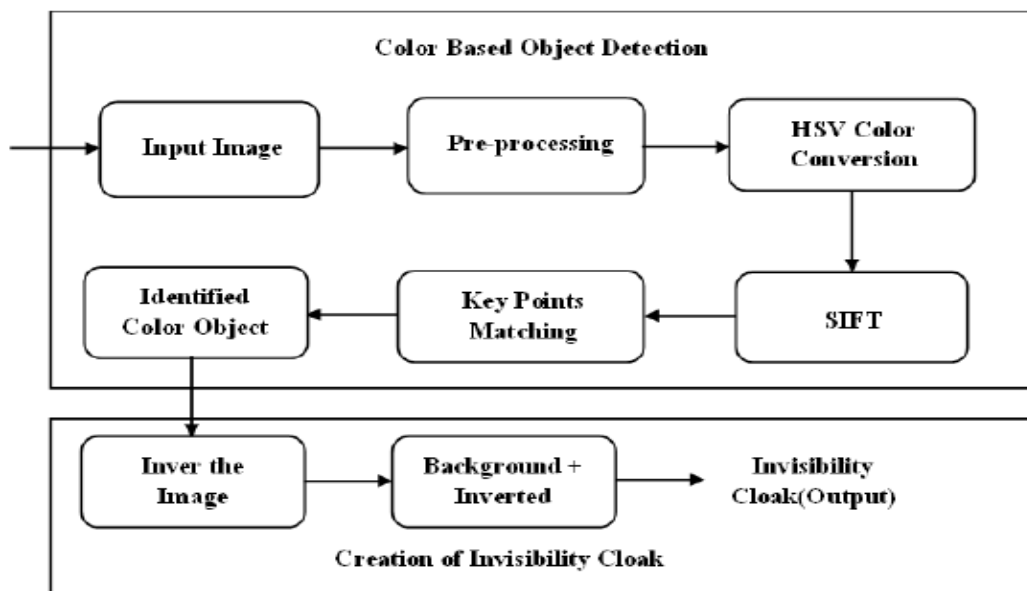 Color Based Object Detection
Input Image
Pre-processing
HSV Color
Conversion
SIFT
Key Points
Matching
Identified
Color Object
Inver the
Image
Background +
Inverted
Invisibility
Cloak(Output)
Creation of Invisibility Cloak